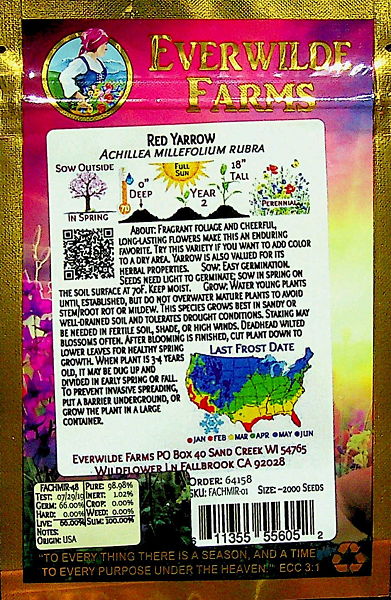 EVERWILDE
FARMS
RED YARROW
ACHILLEA MILLEFOLIUM RUBRA
SOW OUTSIDE
IN SPRING
0"
DEEP
70
FULL
SUN
YEAR
2
18"
TALL
PERENNIAL
ABOUT: FRAGRANT FOLIAGE AND CHEERFUL,
LONG-LASTING FLOWERS MAKE THIS AN ENDURING
FAVORITE. TRY THIS VARIETY IF YOU WANT TO ADD COLOR
TO A DRY AREA. YARROW IS ALSO VALUED FOR ITS
HERBAL PROPERTIES. SOW: EASY GERMINATION.
SEEDS NEED LIGHT TO GERMINATE; SOW IN SPRING ON
THE SOIL SURFACE AT 70F. KEEP MOIST. GROW: WATER YOUNG PLANTS
UNTIL ESTABLISHED, BUT DO NOT OVERWATER MATURE PLANTS TO AVOID
STEM/ROOT ROT OR MILDEW. THIS SPECIES GROWS BEST IN SANDY OR
WELL-DRAINED SOIL AND TOLERATES DROUGHT CONDITIONS. STAKING MAY
BE NEEDED IN FERTILE SOIL, SHADE, OR HIGH WINDS. DEADHEAD WILTED
BLOSSOMS OFTEN. AFTER BLOOMING IS FINISHED, CUT PLANT DOWN TO
LOWER LEAVES FOR HEALTHY SPRING
GROWTH. WHEN PLANT IS 3-4 YEARS
OLD, IT MAY BE DUG UP AND
DIVIDED IN EARLY SPRING OR FALL.
TO PREVENT INVASIVE SPREADING,
PUT A BARRIER UNDERGROUND, OR
GROW THE PLANT IN A LARGE
CONTAINER.
LAST FROST DATE
JAN FEB MAR APR MAY JUN
EVERWILDE FARMS PO BOX 40 SAND CREEK WI 54765
WILDFLOWER LN FALLBROOK CA 92028
ORDER: 64158
SKU: FACHMIR-01 SIZE: ~2000 SEEDS
FACHMIR-48 PURE: 98.98%
TEST: 07/29/19 INERT: 1.02%
GERM: 66.00% CROP: 0.00%
HARD: 0.00% WEED: 0.00%
LIVE: 66.00% SUM: 100.00%
NOTES:
ORIGIN: USA
11355 55605 2
"TO EVERY THING THERE IS A SEASON, AND A TIME
TO EVERY PURPOSE UNDER THE HEAVEN." ECC 3:1